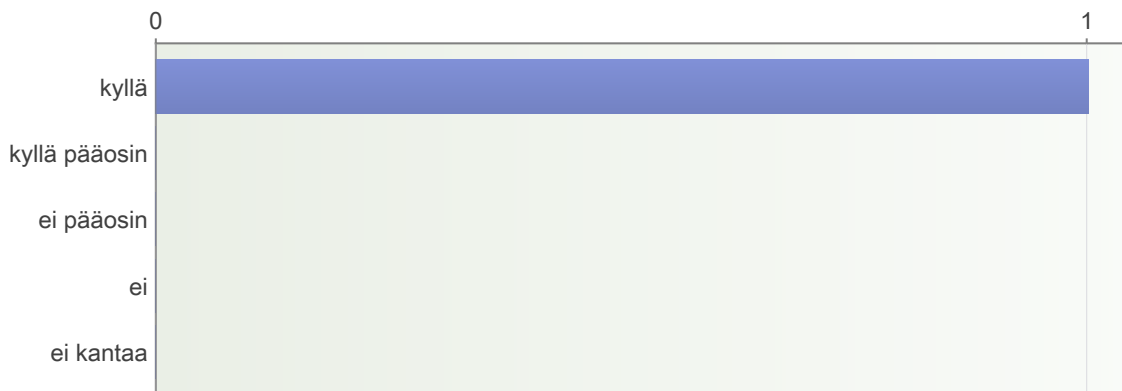 0 1
kyllä
kyllä pääosin
ei pääosin
ei
ei kantaa